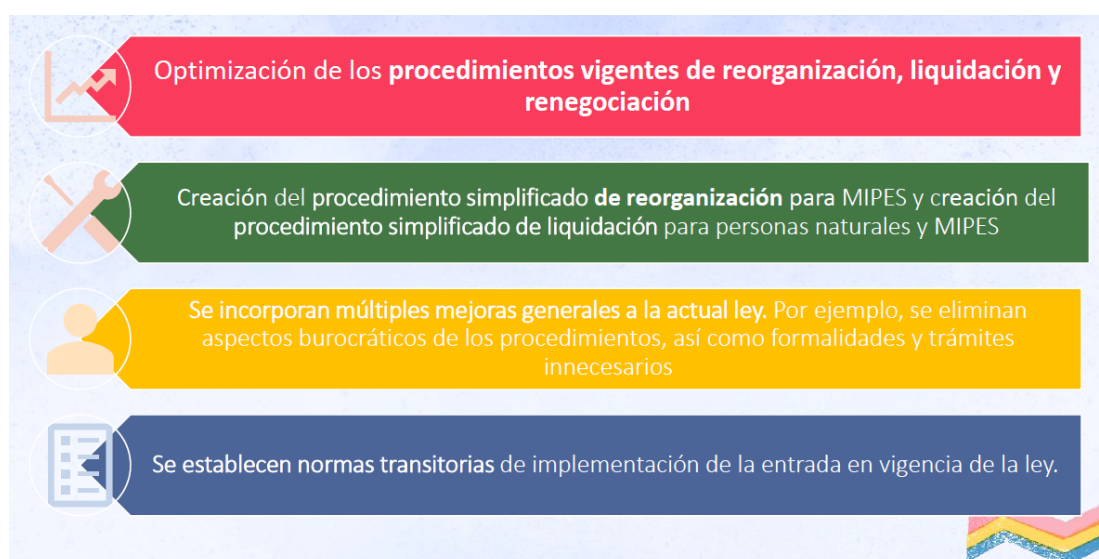 Optimización de los procedimientos vigentes de reorganización, liquidación y
renegociación
Creación del procedimiento simplificado de reorganización para MIPES y creación del
procedimiento simplificado de liquidación para personas naturales y MIPES
Se incorporan múltiples mejoras generales a la actual ley. Por ejemplo, se eliminan
aspectos burocráticos de los procedimientos, así como formalidades y trámites
innecesarios
Se establecen normas transitorias de implementación de la entrada en vigencia de la ley.